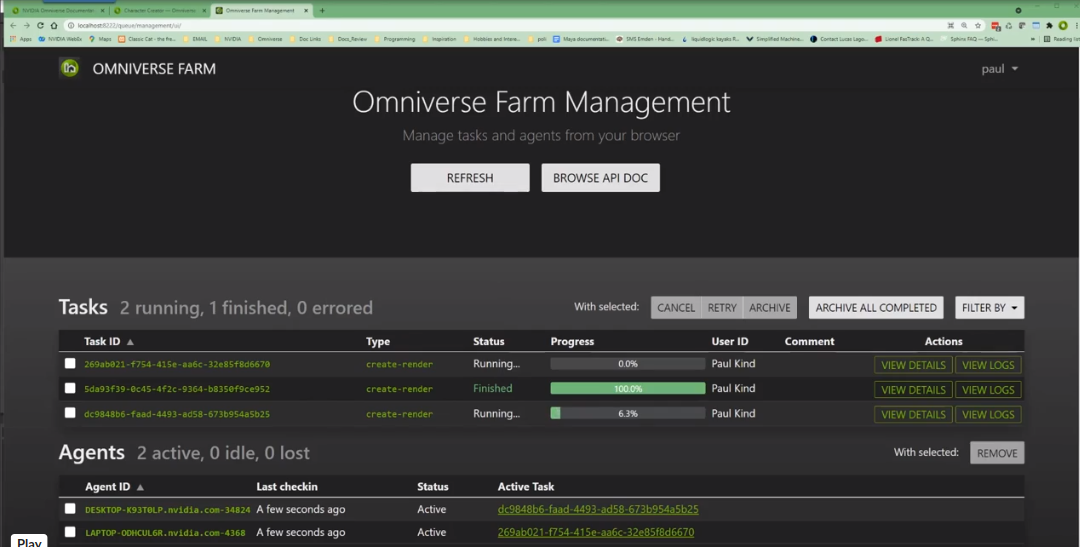 NVIDIA Omniverse Documentat
Character Creator — Omniverse
Omniverse Farm Management
localhost:8222/queue/management/ui/
Apps
NVIDIA WebEx
Maps
Classic Cat - the fre...
EMAIL
NVIDIA
Omniverse
Doc Links
Docs_Review
Programming
Inspiration
Hobbies and Intere...
poli
Maya documentati...
SMS Emden - Hand...
liquidlogic kayaks R...
Simplified Machine...
Contact Lucas Lego...
Lionel FasTrack: A Q...
Sphinx FAQ — Sphi...
Reading list
OMNIVERSE FARM
paul
Omniverse Farm Management
Manage tasks and agents from your browser
REFRESH BROWSE API DOC
Tasks 2 running, 1 finished, 0 errored With selected: CANCEL RETRY ARCHIVE ARCHIVE ALL COMPLETED FILTER BY
Task ID Type Status Progress User ID Comment Actions
269ab021-f754-415e-aa6c-32e85f8d6670 create-render Running... 0.0% Paul Kind VIEW DETAILS VIEW LOGS
5da93f39-0c45-4f2c-9364-b8350f9ce952 create-render Finished 100.0% Paul Kind VIEW DETAILS VIEW LOGS
dc9848b6-faad-4493-ad58-673b954a5b25 create-render Running... 6.3% Paul Kind VIEW DETAILS VIEW LOGS
Agents 2 active, 0 idle, 0 lost With selected: REMOVE
Agent ID Last checkin Status Active Task
DESKTOP-K93T0LP.nvidia.com-34824 A few seconds ago Active dc9848b6-faad-4493-ad58-673b954a5b25
LAPTOP-ODHCUL6R.nvidia.com-4368 A few seconds ago Active 269ab021-f754-415e-aa6c-32e85f8d6670
Play